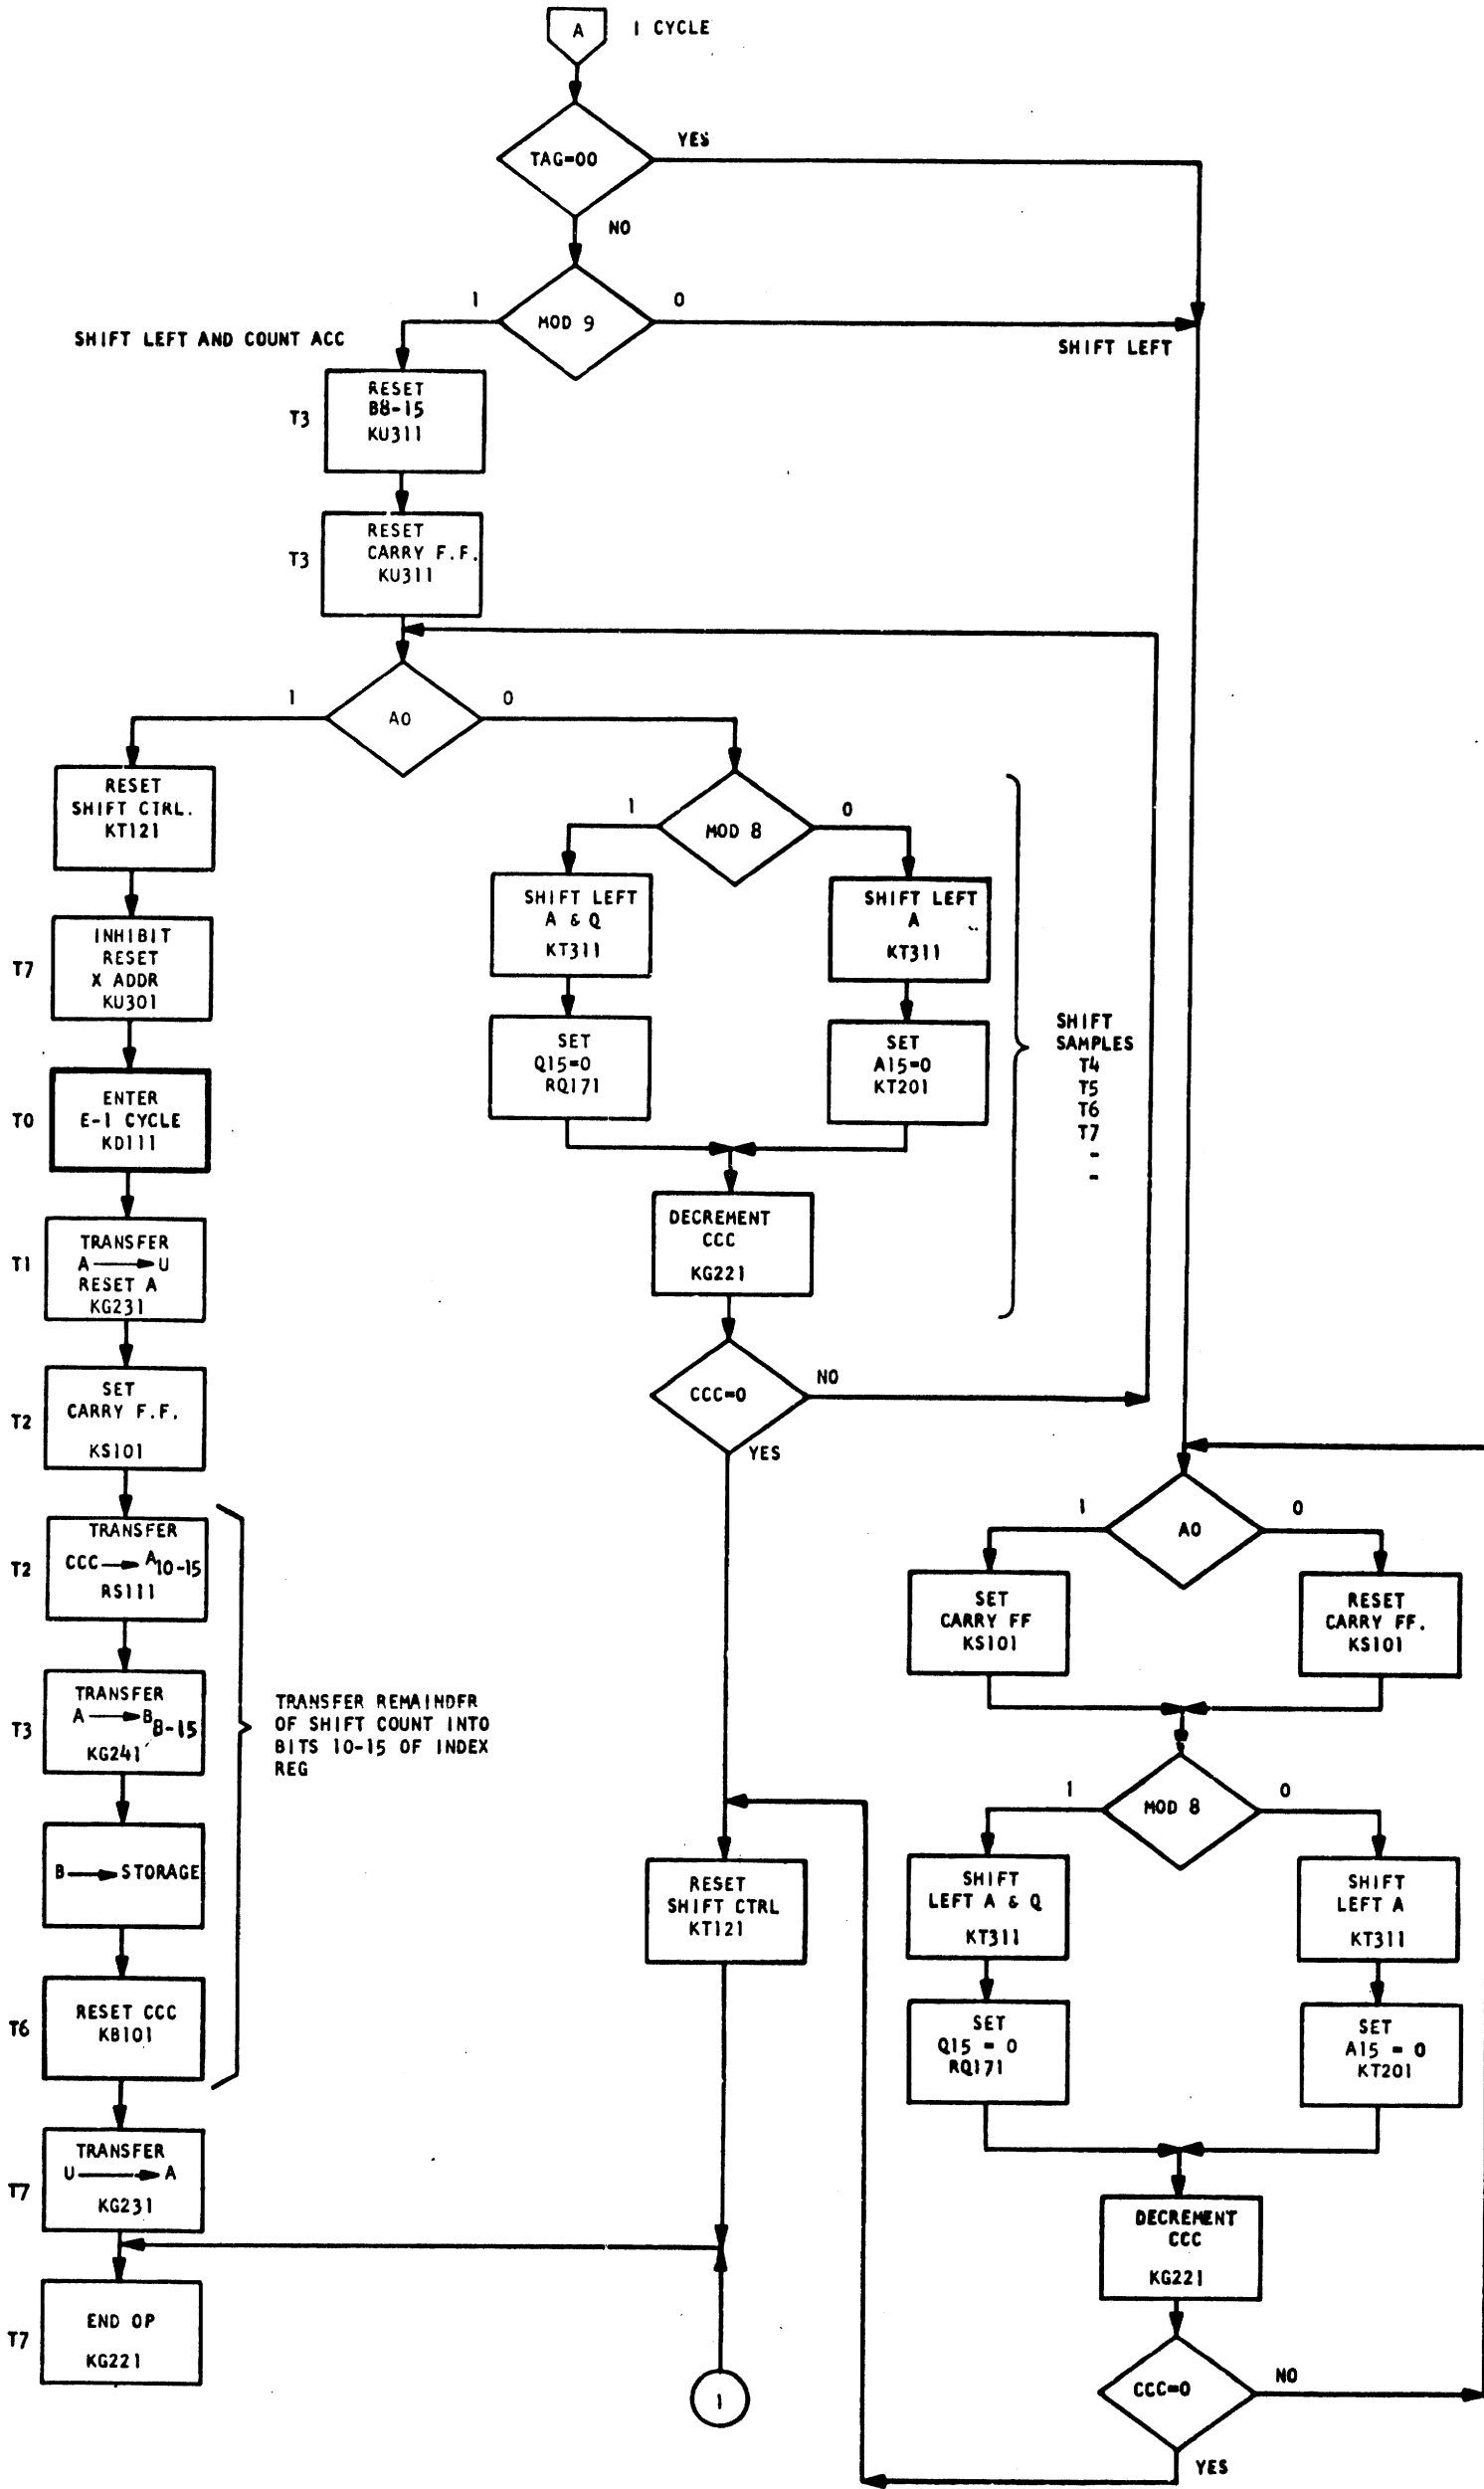 A
I CYCLE
TAG=00
YES
NO
MOD 9
1
0
SHIFT LEFT AND COUNT ACC
SHIFT LEFT
T3
RESET
B8-15
KU311
T3
RESET
CARRY F.F.
KU311
A0
1
0
RESET
SHIFT CTRL.
KT121
T7
INHIBIT
RESET
X ADDR
KU301
T0
ENTER
E-1 CYCLE
KD111
T1
TRANSFER
A → U
RESET A
KG231
T2
SET
CARRY F.F.
KS101
T2
TRANSFER
CCC → A10-15
RS111
T3
TRANSFER
A → B8-15
KG241
B → STORAGE
T6
RESET CCC
KB101
TRANSFER REMAINDER
OF SHIFT COUNT INTO
BITS 10-15 OF INDEX
REG
T7
TRANSFER
U → A
KG231
T7
END OP
KG221
MOD 8
1
0
SHIFT LEFT
A & Q
KT311
SHIFT LEFT
A
KT311
SET
Q15=0
RQ171
SET
A15=0
KT201
SHIFT
SAMPLES
T4
T5
T6
T7
-
-
DECREMENT
CCC
KG221
CCC=0
NO
YES
RESET
SHIFT CTRL
KT121
1
A0
1
0
SET
CARRY FF
KS101
RESET
CARRY FF.
KS101
MOD 8
1
0
SHIFT
LEFT A & Q
KT311
SHIFT
LEFT A
KT311
SET
Q15 = 0
RQ171
SET
A15 = 0
KT201
DECREMENT
CCC
KG221
CCC=0
NO
YES